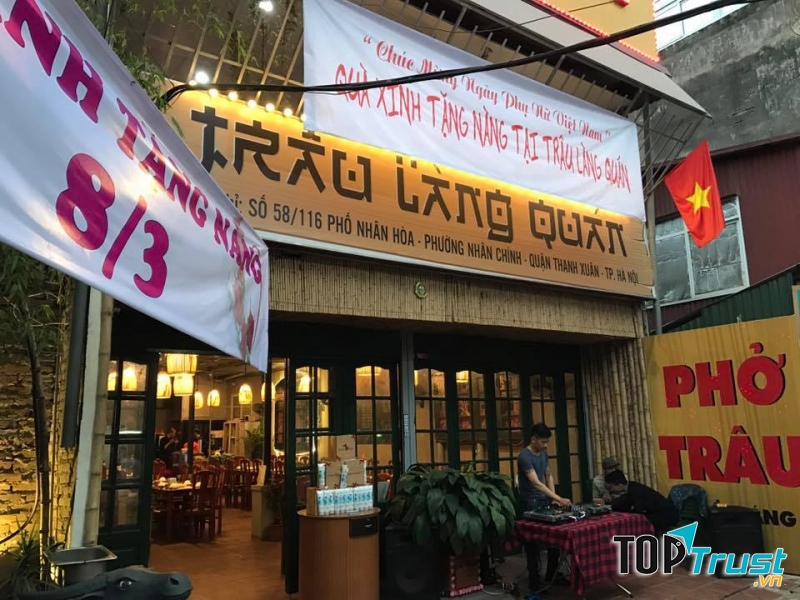 " Chúc Mừng Ngày Phụ Nữ Việt Nam "
QUÀ XINH TẶNG NÀNG TẠI TRÂU LÀNG QUÁN
TẶNG NÀNG
8/3
TRÂU LÀNG QUÁN
SỐ 58/116 PHỐ NHÂN HÒA - PHƯỜNG NHÂN CHÍNH - QUẬN THANH XUÂN - TP. HÀ NỘI
PHỞ
TRÂU
TOPTrust.vn